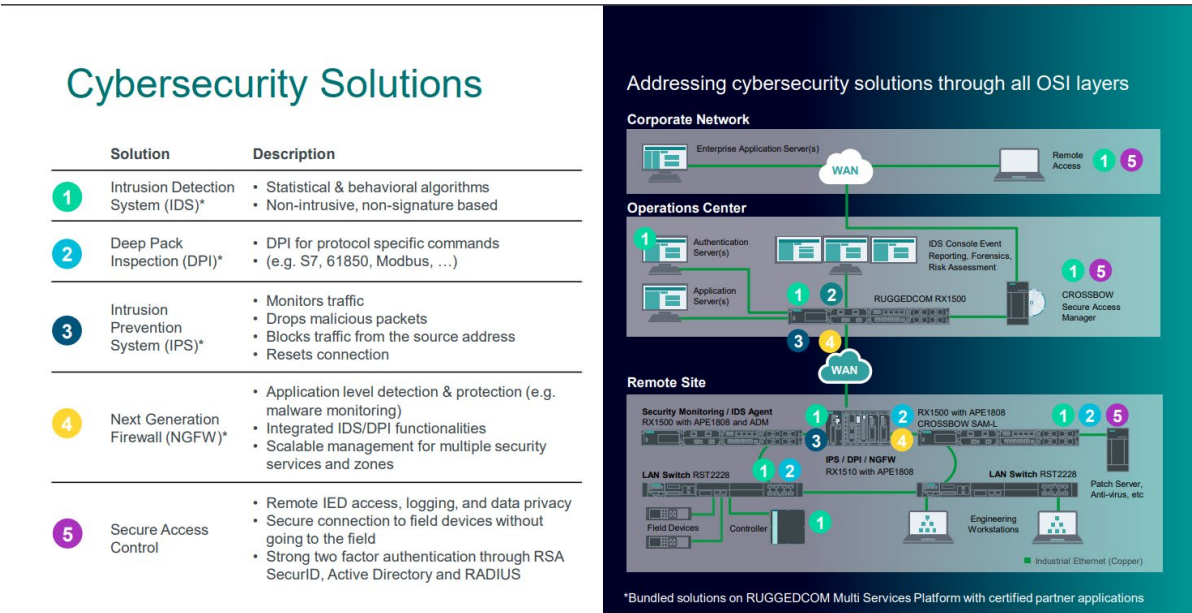 Cybersecurity Solutions
Solution Description
1
Intrusion Detection
System (IDS)*
• Statistical & behavioral algorithms
• Non-intrusive, non-signature based
2
Deep Pack
Inspection (DPI)*
• DPI for protocol specific commands
• (e.g. S7, 61850, Modbus, …)
3
Intrusion
Prevention
System (IPS)*
• Monitors traffic
• Drops malicious packets
• Blocks traffic from the source address
• Resets connection
4
Next Generation
Firewall (NGFW)*
• Application level detection & protection (e.g.
malware monitoring)
• Integrated IDS/DPI functionalities
• Scalable management for multiple security
services and zones
5
Secure Access
Control
• Remote IED access, logging, and data privacy
• Secure connection to field devices without
going to the field
• Strong two factor authentication through RSA
SecurID, Active Directory and RADIUS
Addressing cybersecurity solutions through all OSI layers
Corporate Network
Enterprise Application Server(s)
WAN
Remote
Access
1 5
Operations Center
1
Authentication
Server(s)
IDS Console Event
Reporting, Forensics,
Risk Assessment
1 5
Application
Server(s)
1 2
RUGGEDCOM RX1500
CROSSBOW
Secure Access
Manager
3 4
WAN
Remote Site
Security Monitoring / IDS Agent
RX1500 with APE1808 and ADM
1 2
3 4
RX1500 with APE1808
CROSSBOW SAM-L
1 2 5
IPS / DPI / NGFW
RX1510 with APE1808
LAN Switch RST2228
1 2
LAN Switch RST2228
Patch Server,
Anti-virus, etc
Field Devices
Controller
1
Engineering
Workstations
Industrial Ethernet (Copper)
*Bundled solutions on RUGGEDCOM Multi Services Platform with certified partner applications